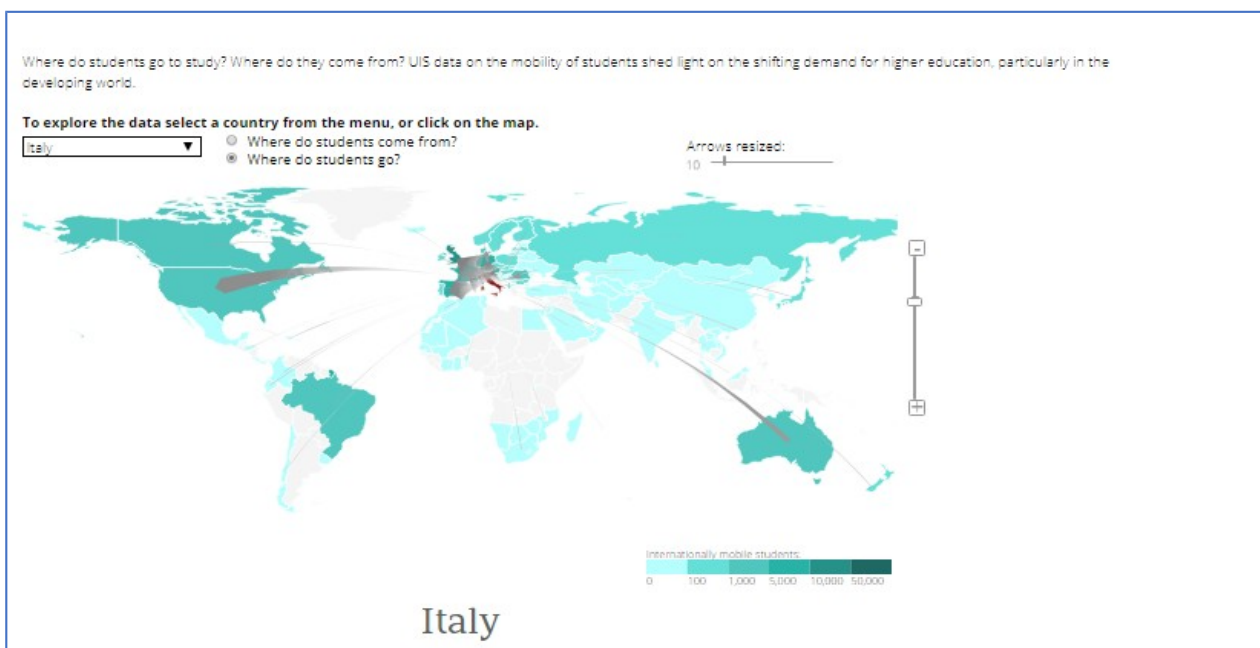 Where do students go to study? Where do they come from? UIS data on the mobility of students shed light on the shifting demand for higher education, particularly in the
developing world.
To explore the data select a country from the menu, or click on the map.
Italy
Where do students come from?
Where do students go?
Arrows resized:
10
Internationally mobile students:
0 100 1,000 5,000 10,000 50,000
Italy